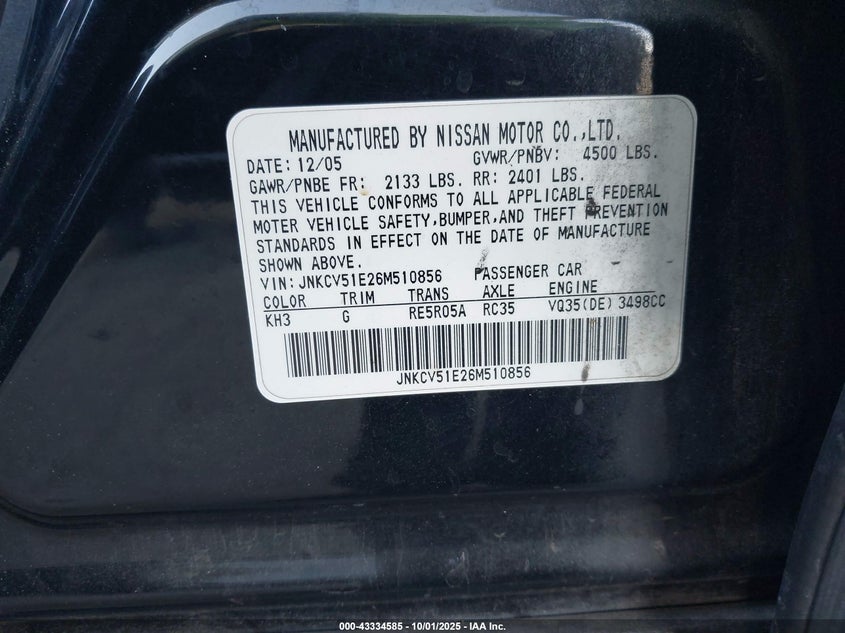 MANUFACTURED BY NISSAN MOTOR CO.,LTD.
DATE: 12/05 GVWR/PNBV: 4500 LBS.
GAWR/PNBE FR: 2133 LBS. RR: 2401 LBS.
THIS VEHICLE CONFORMS TO ALL APPLICABLE FEDERAL
MOTER VEHICLE SAFETY,BUMPER,AND THEFT PREVENTION
STANDARDS IN EFFECT ON THE DATE OF MANUFACTURE
SHOWN ABOVE.
VIN: JNKCV51E26M510856 PASSENGER CAR
COLOR TRIM TRANS AXLE ENGINE
KH3 G RE5R05A RC35 VQ35(DE) 3498CC
JNKCV51E26M510856
000-43334585 - 10/01/2025 - IAA Inc.